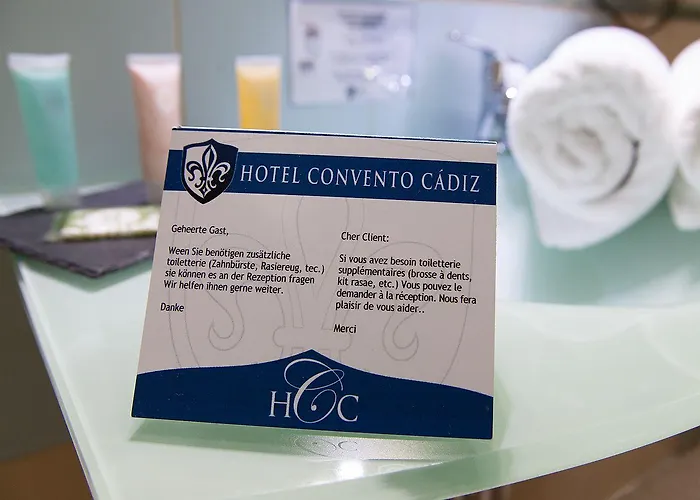 HOTEL CONVENTO CÁDIZ
Geheerte Gast,
Ween Sie benötigen zusätzliche
toiletterie (Zahnbürste, Rasiereug, tec.)
sie können es an der Rezeption fragen
Wir helfen ihnen gerne weiter.
Danke
Cher Client:
Si vous avez besoin toiletterie
supplémentaires (brosse à dents,
kit rasae, etc.) Vous pouvez le
demander à la réception. Nous fera
plaisir de vous aider..
Merci
HCC